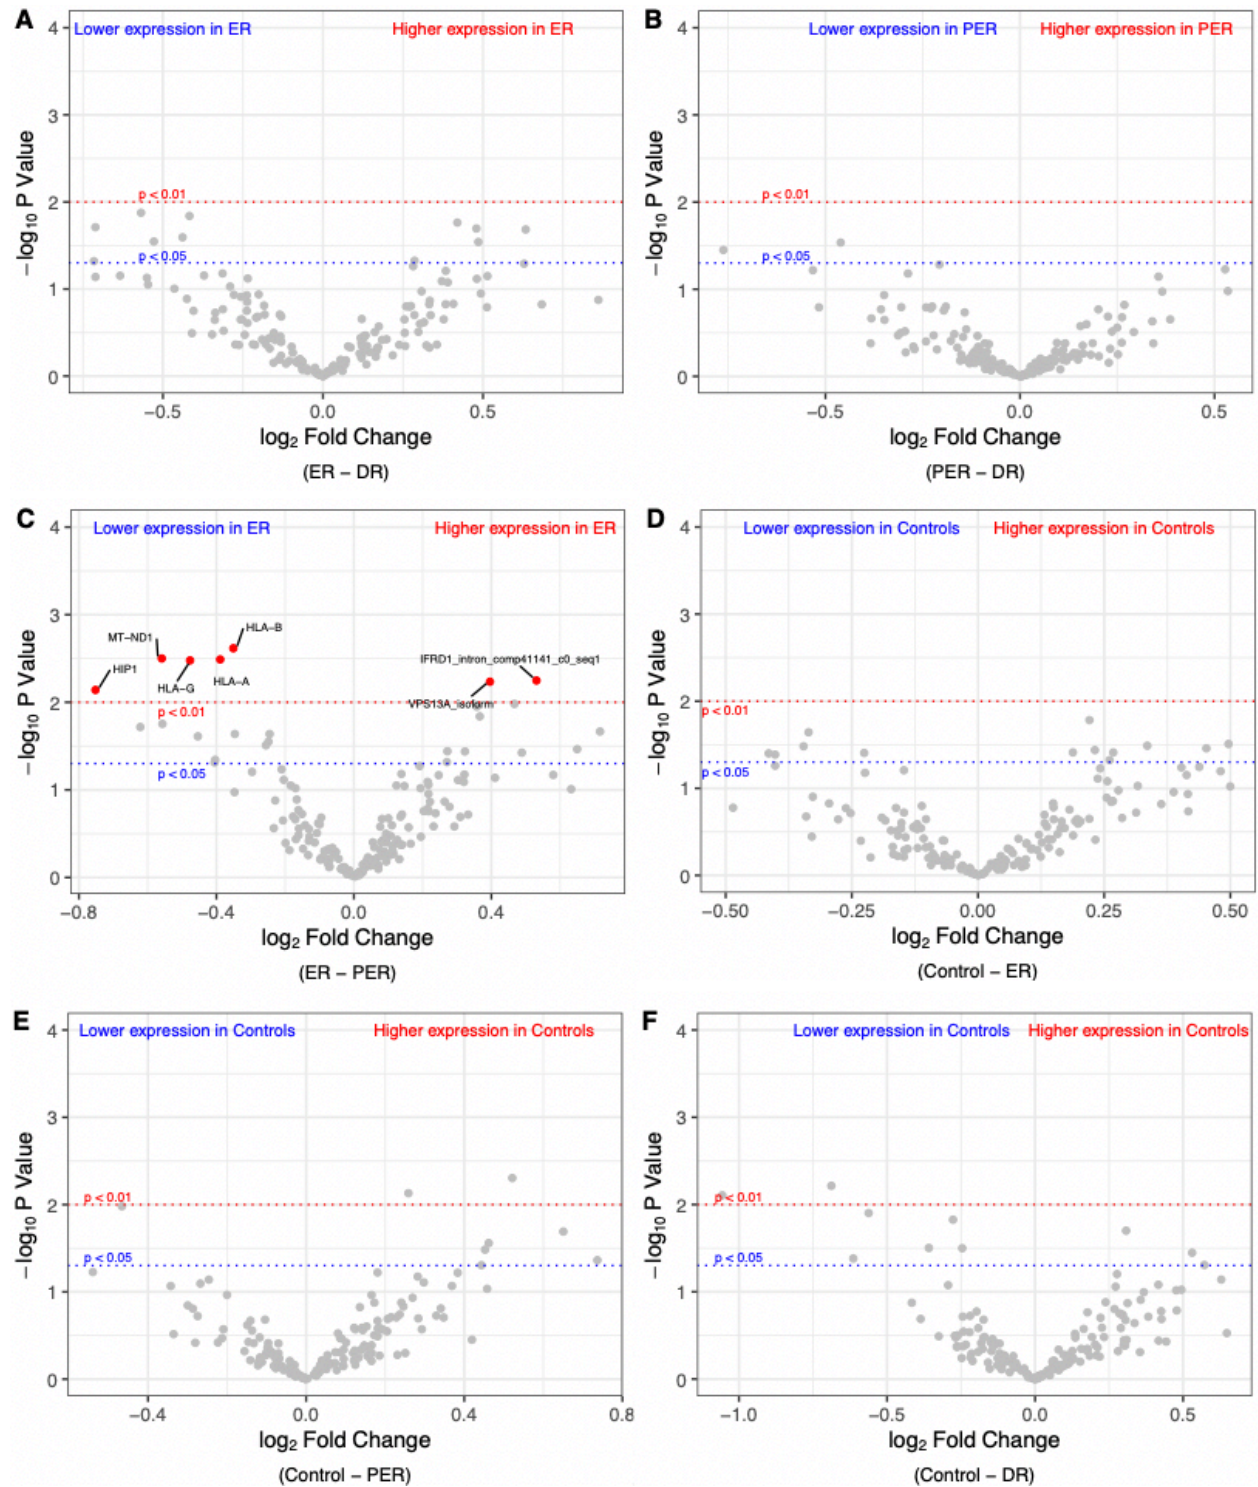 A
Lower expression in ER
Higher expression in ER
4
3
2
1
0
p < 0.01
p < 0.05
− log10 P Value
−0.5
0.0
0.5
log2 Fold Change
(ER − DR)
B
Lower expression in PER
Higher expression in PER
4
3
2
1
0
p < 0.01
p < 0.05
− log10 P Value
−0.5
0.0
0.5
log2 Fold Change
(PER − DR)
C
Lower expression in ER
Higher expression in ER
4
3
2
1
0
HLA−B
MT−ND1
HIP1
HLA−G
HLA−A
IFRD1_intron_comp41141_c0_seq1
VPS13A_isoform
p < 0.01
p < 0.05
− log10 P Value
−0.8
−0.4
0.0
0.4
log2 Fold Change
(ER − PER)
D
Lower expression in Controls
Higher expression in Controls
4
3
2
1
0
p < 0.01
p < 0.05
− log10 P Value
−0.50
−0.25
0.00
0.25
0.50
log2 Fold Change
(Control − ER)
E
Lower expression in Controls
Higher expression in Controls
4
3
2
1
0
p < 0.01
p < 0.05
− log10 P Value
−0.4
0.0
0.4
0.8
log2 Fold Change
(Control − PER)
F
Lower expression in Controls
Higher expression in Controls
4
3
2
1
0
p < 0.01
p < 0.05
− log10 P Value
−1.0
−0.5
0.0
0.5
log2 Fold Change
(Control − DR)